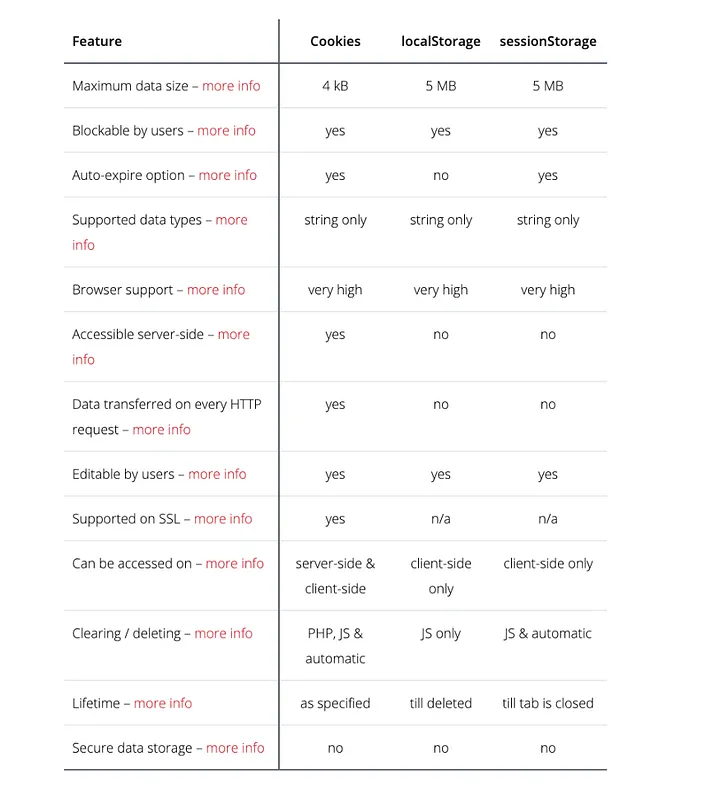 Feature Cookies localStorage sessionStorage
Maximum data size – more info 4 kB 5 MB 5 MB
Blockable by users – more info yes yes yes
Auto-expire option – more info yes no yes
Supported data types – more string only string only string only
info
Browser support – more info very high very high very high
Accessible server-side – more yes no no
info
Data transferred on every HTTP yes no no
request – more info
Editable by users – more info yes yes yes
Supported on SSL – more info yes n/a n/a
Can be accessed on – more info server-side & client-side client-side only
client-side only
Clearing / deleting – more info PHP, JS & JS only JS & automatic
automatic
Lifetime – more info as specified till deleted till tab is closed
Secure data storage – more info no no no